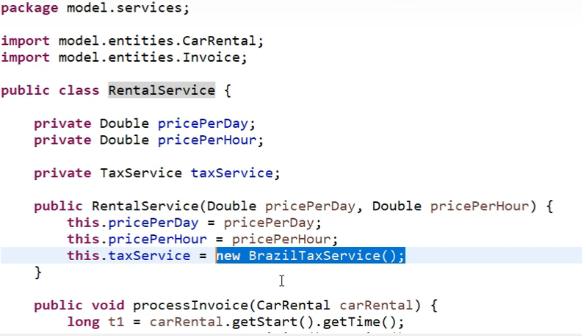 package model.services;
import model.entities.CarRental;
import model.entities.Invoice;
public class RentalService {
private Double pricePerDay;
private Double pricePerHour;
private TaxService taxService;
public RentalService(Double pricePerDay, Double pricePerHour) {
this.pricePerDay = pricePerDay;
this.pricePerHour = pricePerHour;
this.taxService = new BrazilTaxService();
}
public void processInvoice(CarRental carRental) {
long t1 = carRental.getStart().getTime();